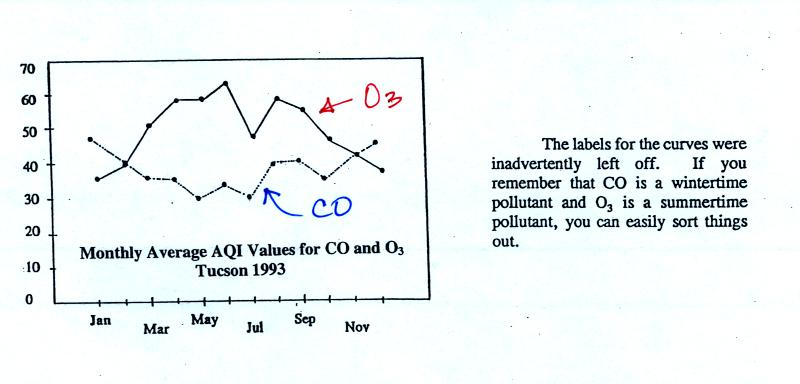 70
60
O3
50
40
30
CO
20
Monthly Average AQI Values for CO and O3
Tucson 1993
10
0
Jan
Mar
May
Jul
Sep
Nov
The labels for the curves were
inadvertently left off. If you
remember that CO is a wintertime
pollutant and O3 is a summertime
pollutant, you can easily sort things
out.